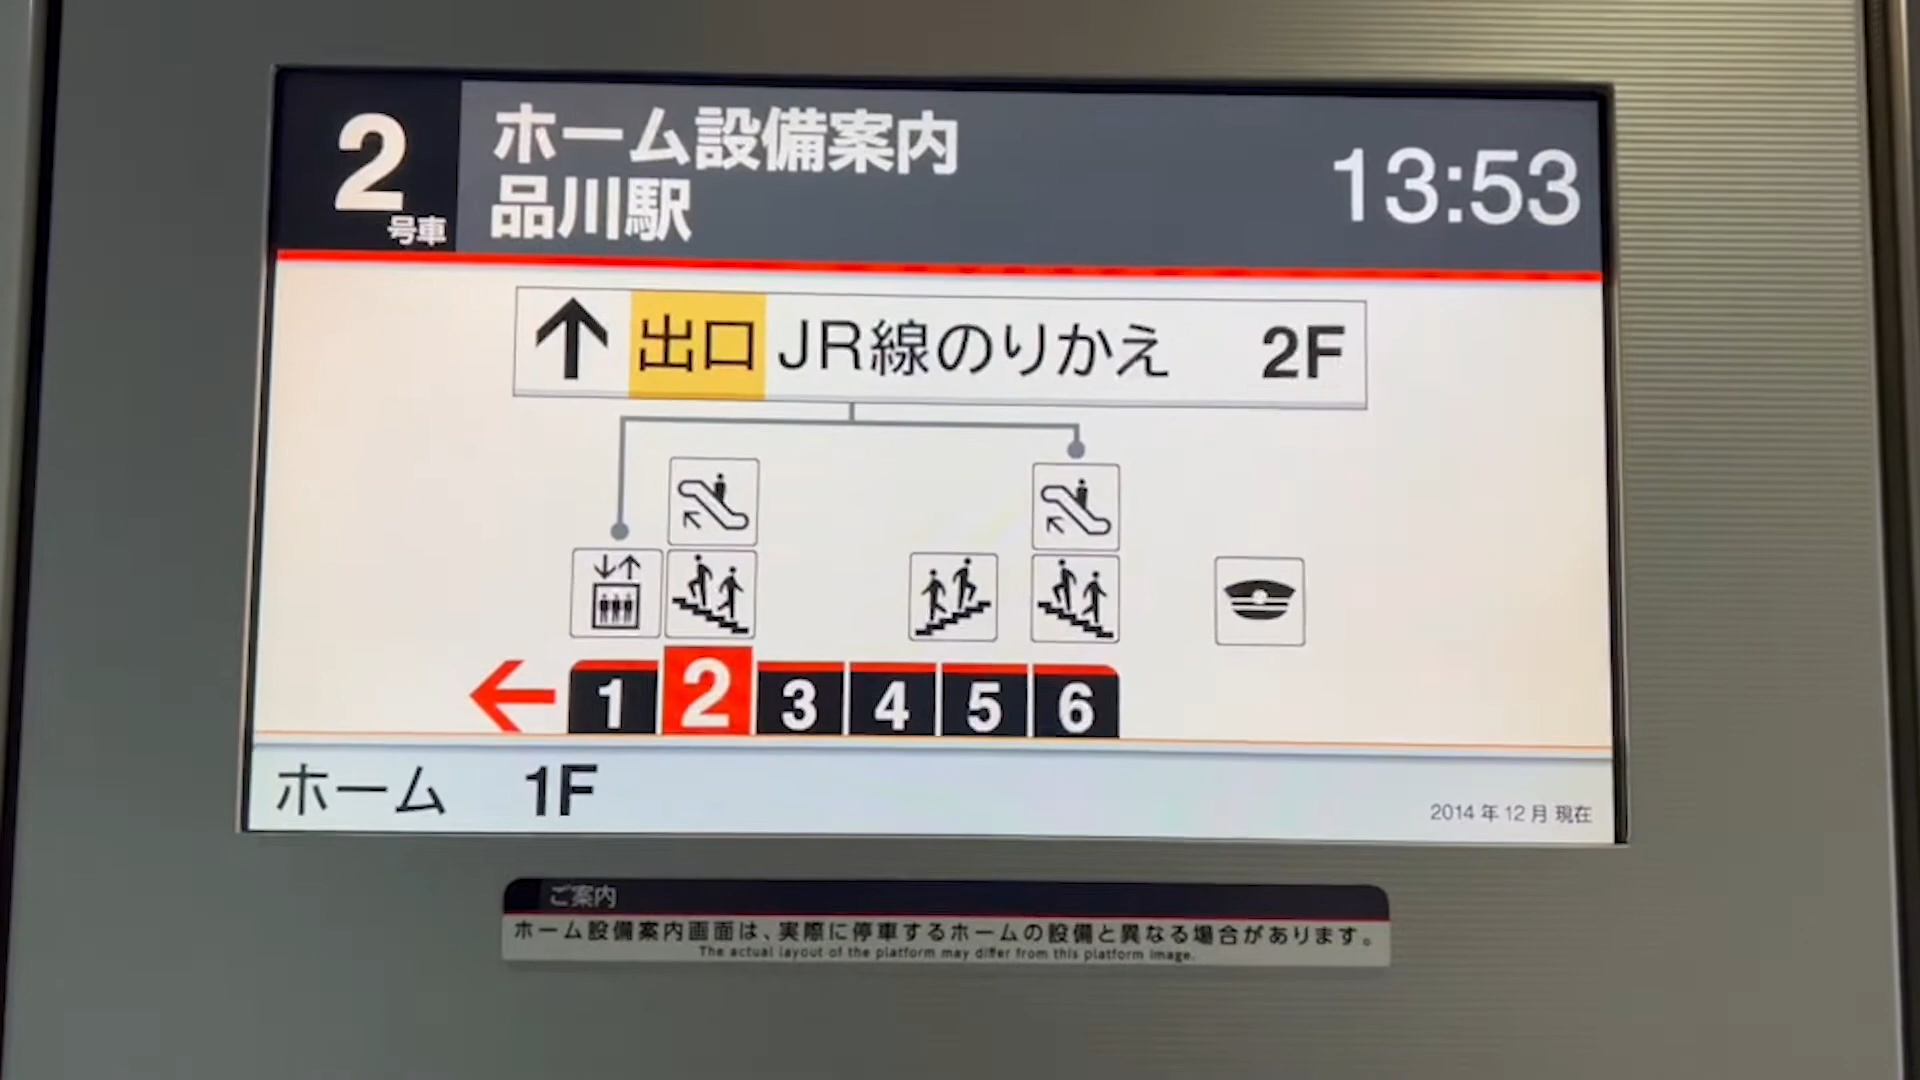 2
号車
ホーム設備案内
品川駅
13:53
出口 JR線のりかえ 2F
1 2 3 4 5 6
ホーム 1F
2014年12月現在
ご案内
ホーム設備案内画面は、実際に停車するホームの設備と異なる場合があります。
The actual layout of the platform may differ from this platform image.